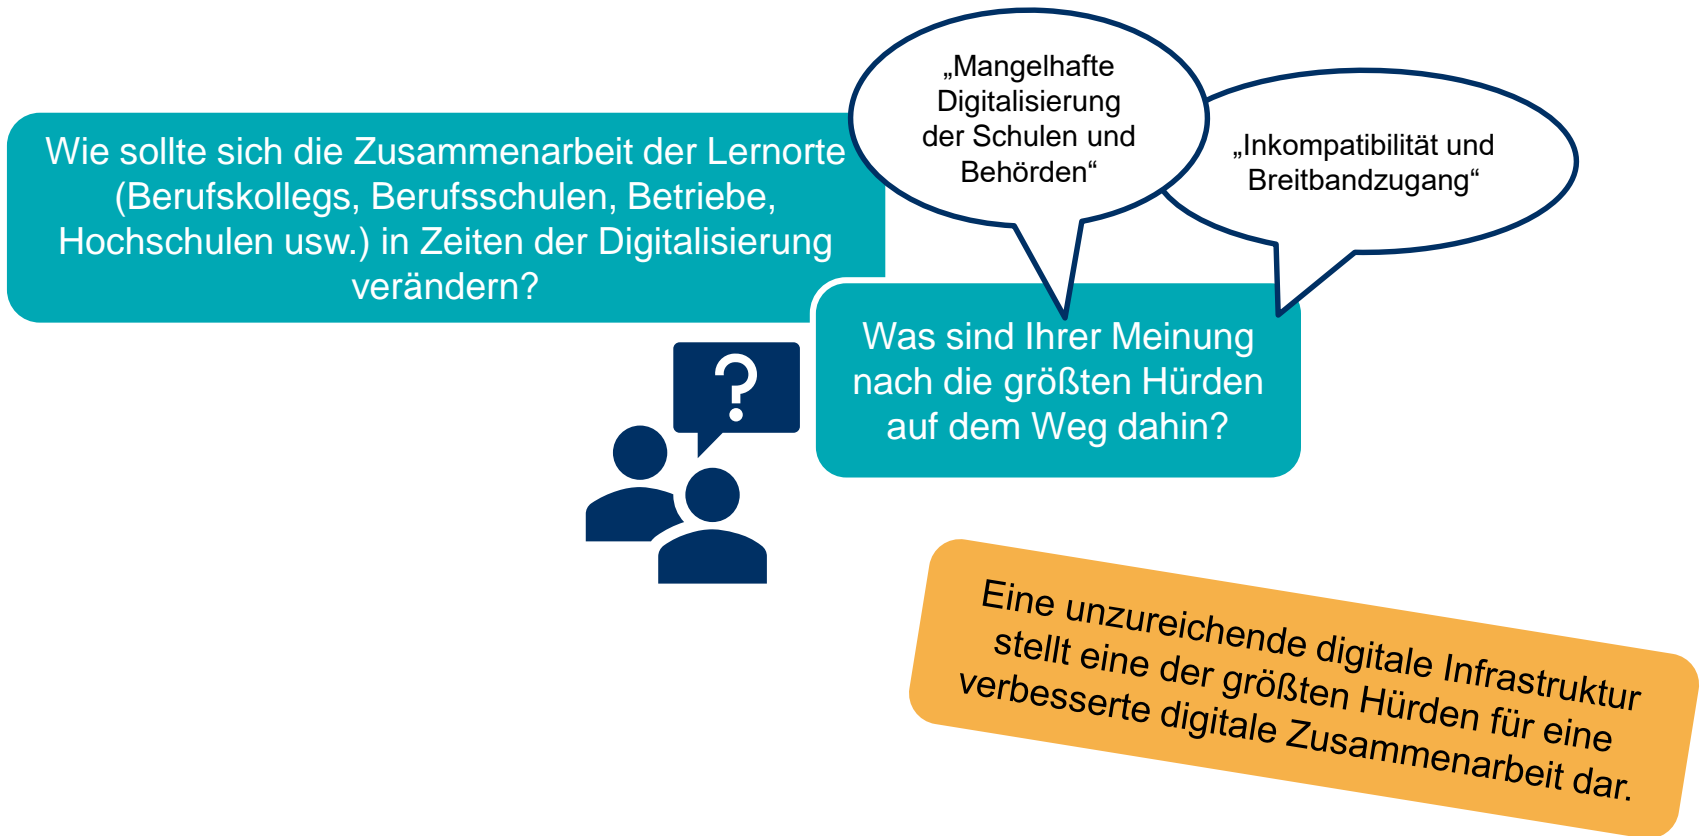 Wie sollte sich die Zusammenarbeit der Lernorte
(Berufskollegs, Berufsschulen, Betriebe,
Hochschulen usw.) in Zeiten der Digitalisierung
verändern?
„Mangelhafte
Digitalisierung
der Schulen und
Behörden“
„Inkompatibilität und
Breitbandzugang“
Was sind Ihrer Meinung
nach die größten Hürden
auf dem Weg dahin?
?
Eine unzureichende digitale Infrastruktur
stellt eine der größten Hürden für eine
verbesserte digitale Zusammenarbeit dar.